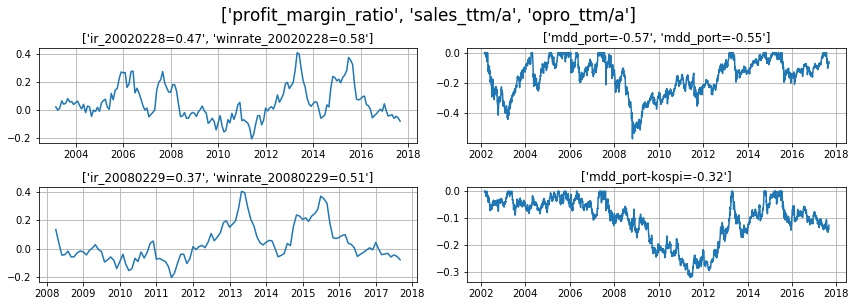 ['profit_margin_ratio', 'sales_ttm/a', 'opro_ttm/a']
['ir_20020228=0.47', 'winrate_20020228=0.58']
0.4
0.2
0.0
−0.2
2004 2006 2008 2010 2012 2014 2016 2018
['mdd_port=-0.57', 'mdd_port=-0.55']
0.0
−0.2
−0.4
2002 2004 2006 2008 2010 2012 2014 2016 2018
['ir_20080229=0.37', 'winrate_20080229=0.51']
0.4
0.2
0.0
−0.2
2008 2009 2010 2011 2012 2013 2014 2015 2016 2017 2018
['mdd_port-kospi=-0.32']
0.0
−0.1
−0.2
−0.3
2002 2004 2006 2008 2010 2012 2014 2016 2018